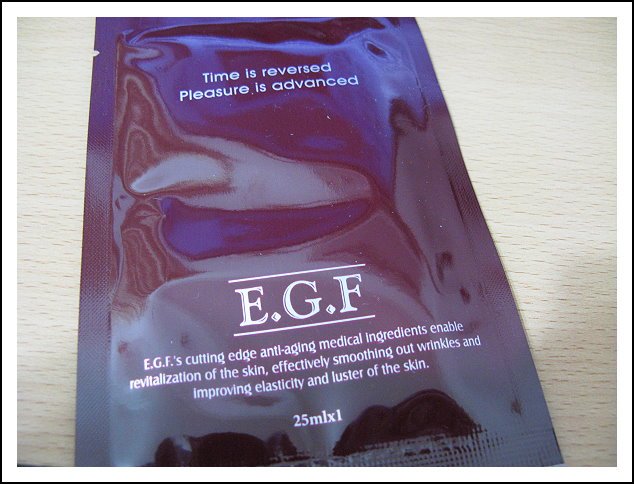 Time is reversed
Pleasure is advanced
E.G.F
E.G.F.'s cutting edge anti-aging medical ingredients enable
revitalization of the skin, effectively smoothing out wrinkles and
improving elasticity and luster of the skin.
25mlx1